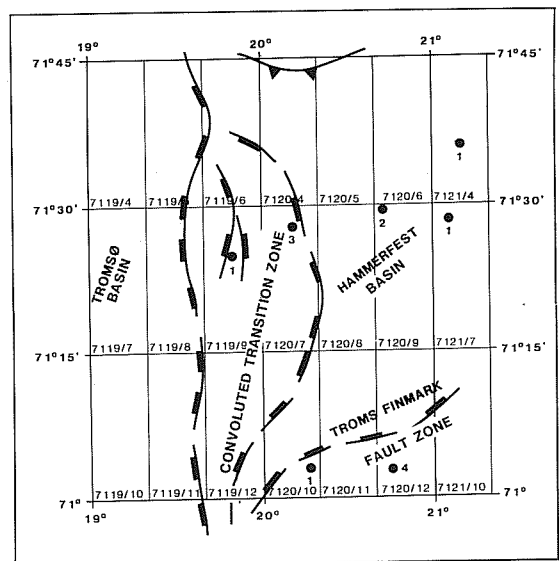 19° 20° 21°
71°45' 71°45'
1
7119/4 7119/6 7120/4 7120/5 7120/6 7121/4
71°30' 71°30'
2 1
3
1
TROMSØ BASIN
CONVOLUTED TRANSITION ZONE
HAMMERFEST BASIN
7119/7 7119/8 7119/9 7120/7 7120/8 7120/9 7121/7
71°15' 71°15'
TROMS FINMARK
FAULT ZONE
1 4
7119/10 7119/11 7119/12 7120/10 7120/11 7120/12 7121/10
71° 71°
19° 20° 21°